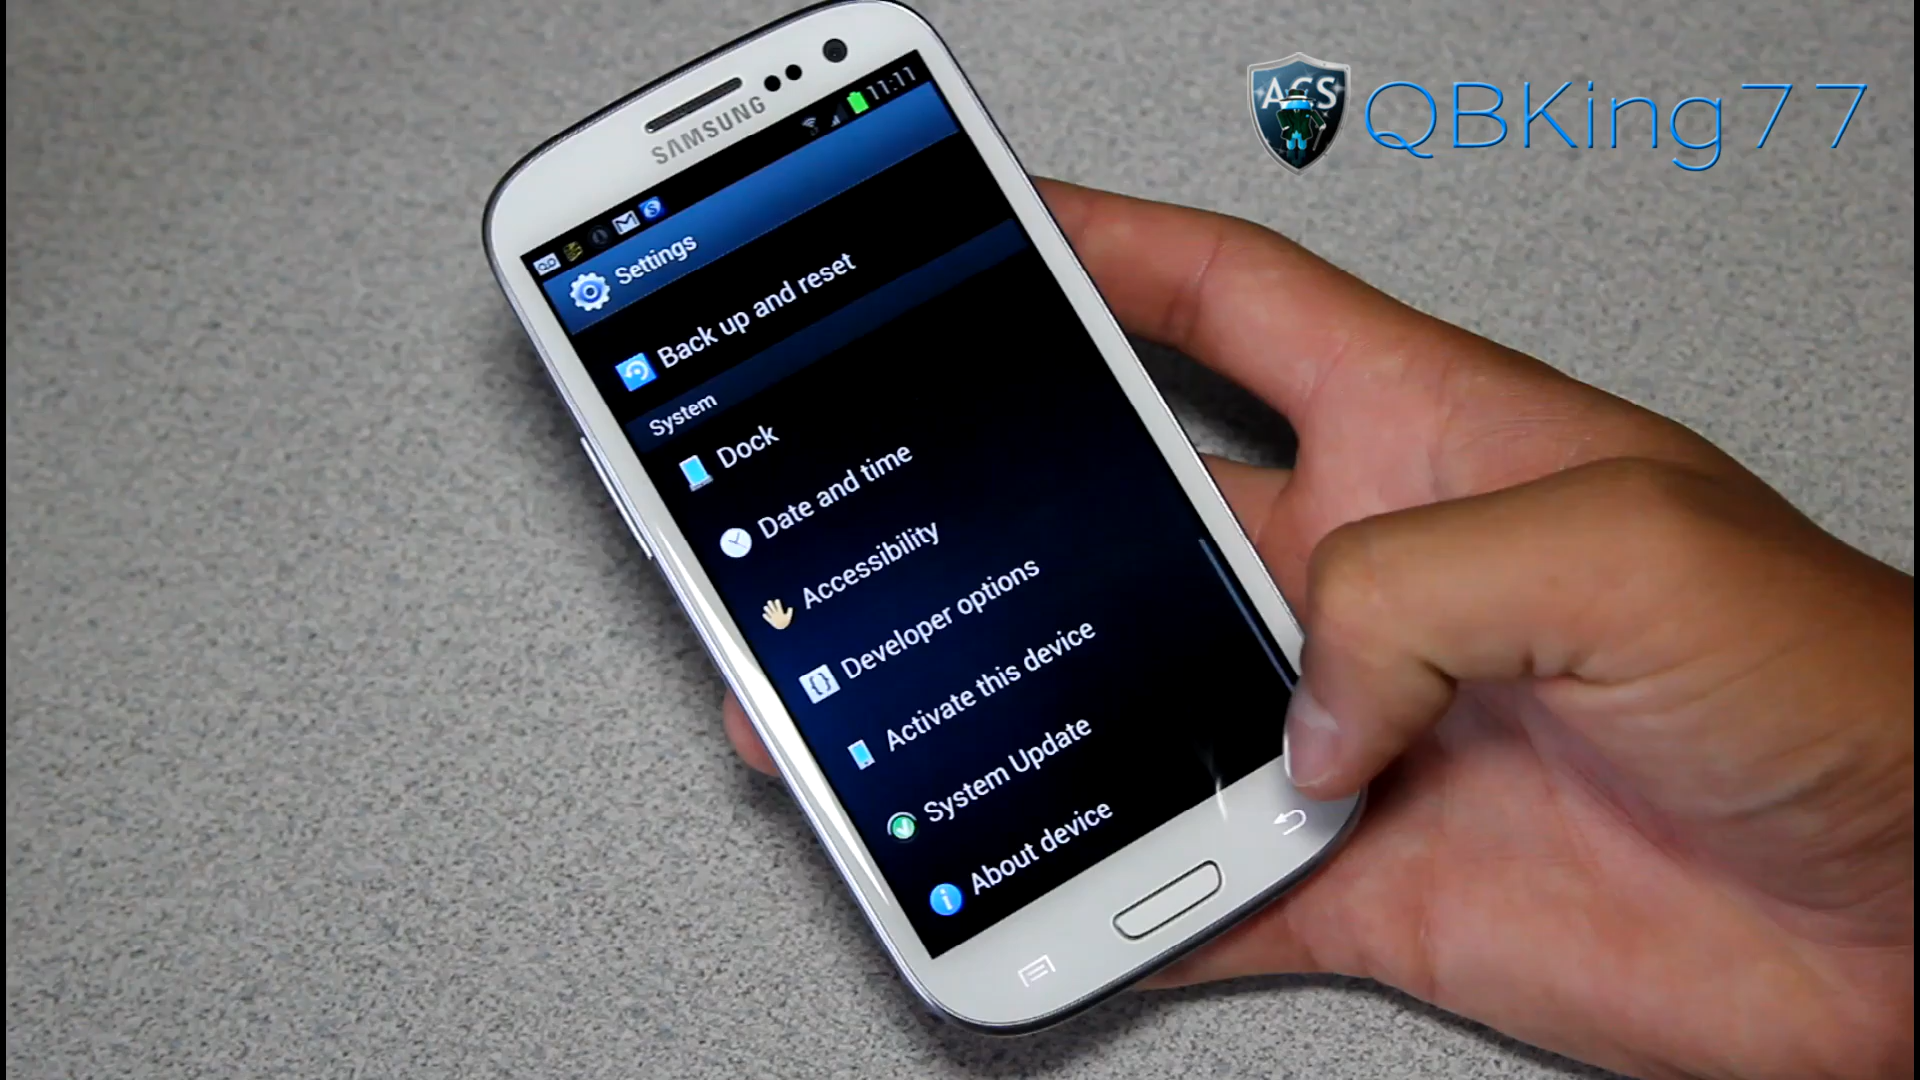 ACS
QBKing77
SAMSUNG
11:11
Settings
Back up and reset
System
Dock
Date and time
Accessibility
Developer options
Activate this device
System Update
About device